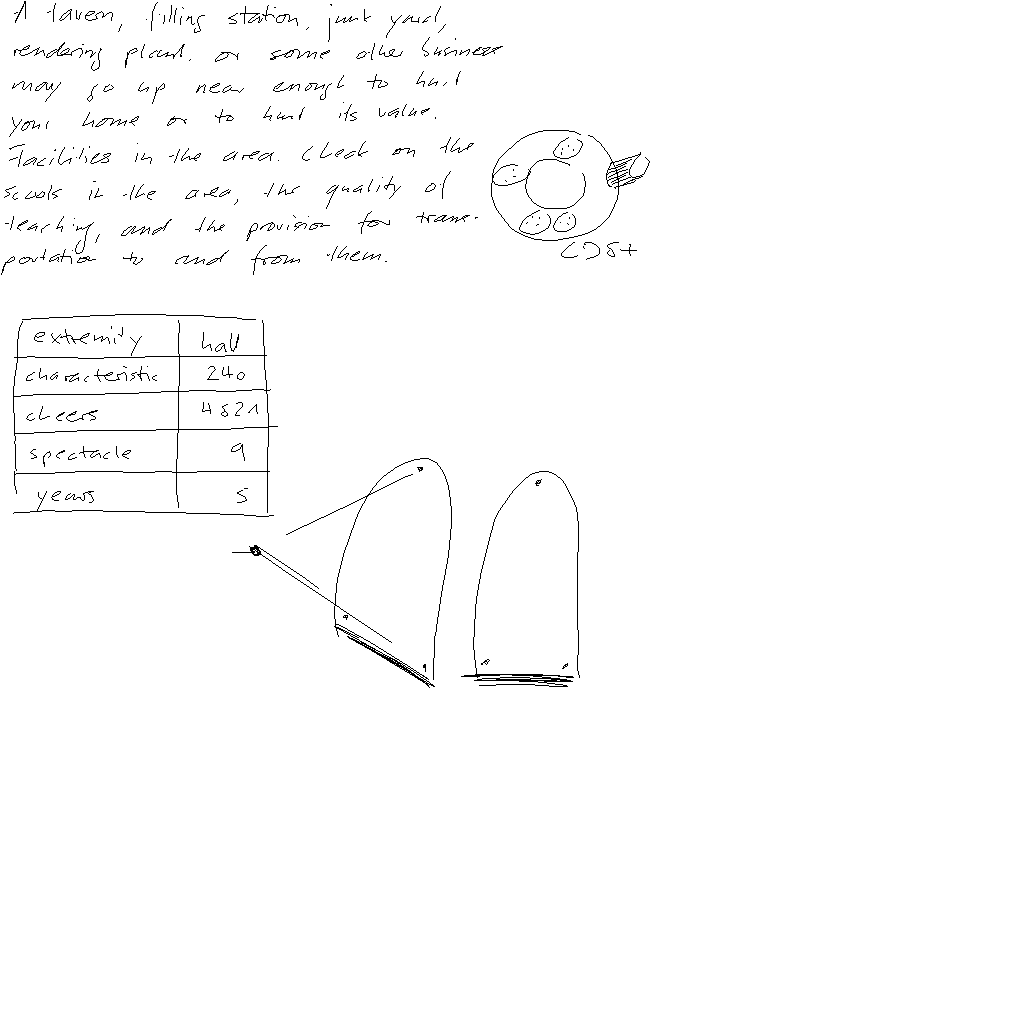 A tavern, filling station, junk yard,
rendering plant. or some other business
may go up near enough to hurt
your home or to hurt its value.
Facilities in the area. Check on the
scools in the area, the quality of
teaching, and the provision for trans-
portation to and from them.
CD8+
extremity hall
characteristic 240
cheers 4821
spectacle 9
years 5